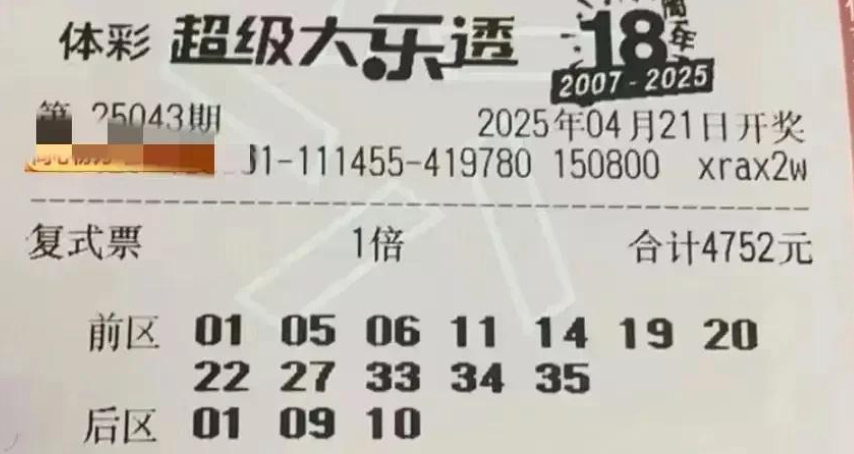 体彩 超级大乐透 18周年
2007-2025
第 25043期 2025年04月21日开奖
1-111455-419780 150800 xrax2w
复式票 1倍 合计4752元
前区 01 05 06 11 14 19 20
22 27 33 34 35
后区 01 09 10